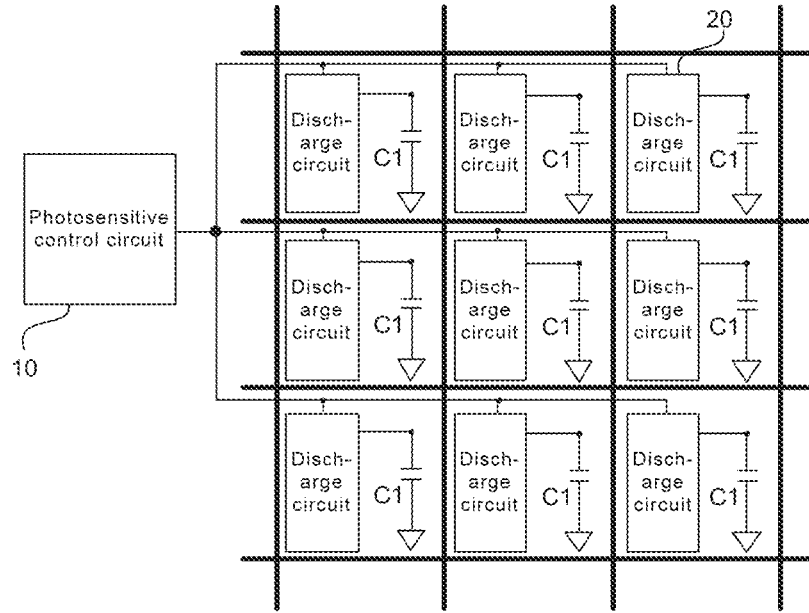 20
Disch-
arge
circuit
C1
Disch-
arge
circuit
C1
Disch-
arge
circuit
C1
Photosensitive
control circuit
10
Disch-
arge
circuit
C1
Disch-
arge
circuit
C1
Disch-
arge
circuit
C1
Disch-
arge
circuit
C1
Disch-
arge
circuit
C1
Disch-
arge
circuit
C1